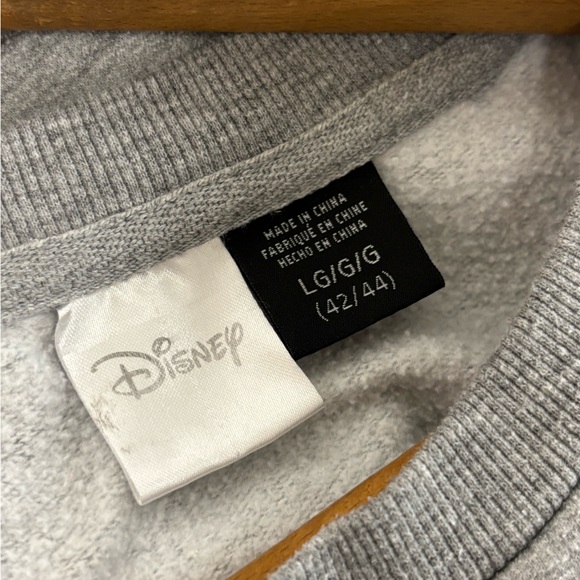 DISNEY
MADE IN CHINA
FABRIQUÉ EN CHINE
HECHO EN CHINA
LG/G/G
(42/44)